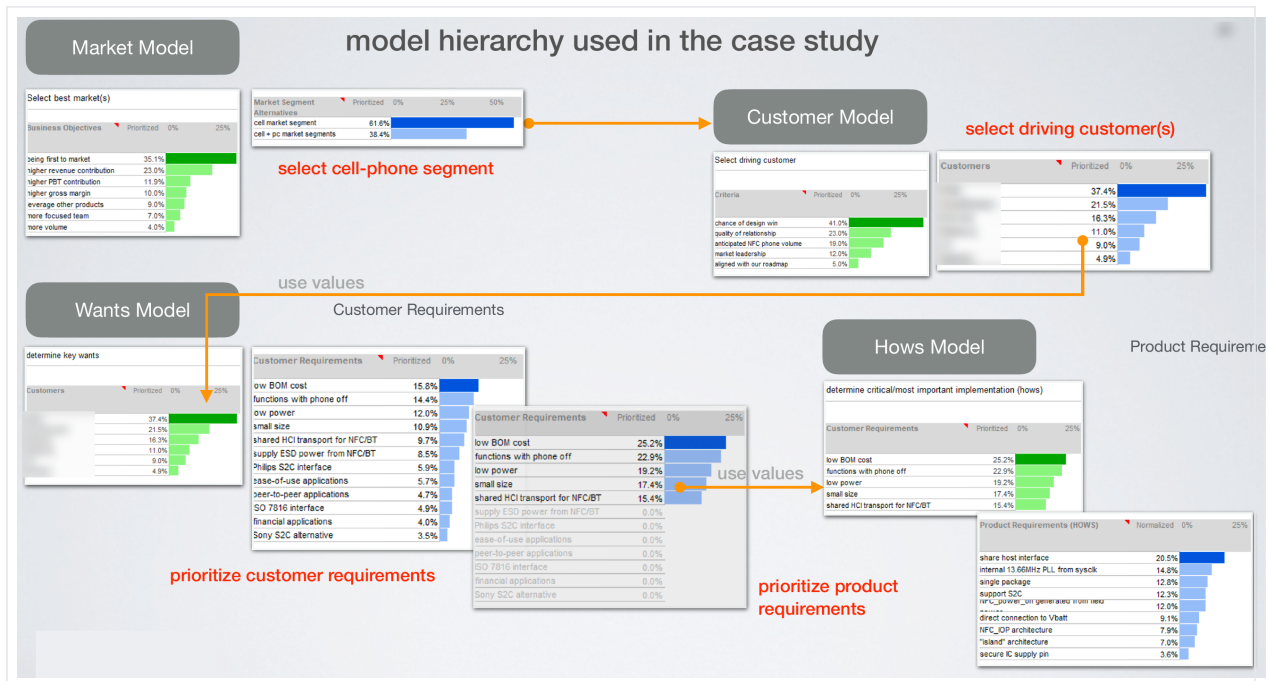 model hierarchy used in the case study
Market Model
Select best market(s)
Business Objectives Prioritized 0% 25%
being first to market 35.1%
higher revenue contribution 23.0%
higher PBT contribution 11.9%
higher gross margin 10.0%
leverage other products 9.0%
more focused team 7.0%
more volume 4.0%
Market Segment Alternatives Prioritized 0% 25% 50%
cell market segment 61.6%
cell + pc market segments 38.4%
select cell-phone segment
Customer Model
select driving customer(s)
Select driving customer
Criteria Prioritized 0% 25%
chance of design win 41.0%
quality of relationship 23.0%
anticipated NFC phone volume 19.0%
market leadership 12.0%
aligned with our roadmap 5.0%
Customers Prioritized 0% 25%
37.4%
21.5%
16.3%
11.0%
9.0%
4.9%
use values
Wants Model
Customer Requirements
determine key wants
Customers Prioritized 0% 25%
37.4%
21.5%
16.3%
11.0%
9.0%
4.9%
Customer Requirements Prioritized 0% 25%
low BOM cost 15.8%
functions with phone off 14.4%
low power 12.0%
small size 10.9%
shared HCI transport for NFC/BT 9.7%
supply ESD power from NFC/BT 8.5%
Philips S2C interface 5.9%
ease-of-use applications 5.7%
peer-to-peer applications 4.7%
ISO 7816 interface 4.9%
financial applications 4.0%
Sony S2C alternative 3.5%
prioritize customer requirements
Customer Requirements Prioritized 0% 25%
low BOM cost 25.2%
functions with phone off 22.9%
low power 19.2%
small size 17.4%
shared HCI transport for NFC/BT 15.4%
supply ESD power from NFC/BT 0.0%
Philips S2C interface 0.0%
ease-of-use applications 0.0%
peer-to-peer applications 0.0%
ISO 7816 interface 0.0%
financial applications 0.0%
Sony S2C alternative 0.0%
use values
prioritize product
requirements
Hows Model
Product Requireme
determine critical/most important implementation (hows)
Customer Requirements Prioritized 0% 25%
low BOM cost 25.2%
functions with phone off 22.9%
low power 19.2%
small size 17.4%
shared HCI transport for NFC/BT 15.4%
Product Requirements (HOWS) Normalized 0% 25%
share host interface 20.5%
internal 13.66MHz PLL from sysclk 14.8%
single package 12.8%
support S2C 12.3%
NFC_power_on generated from field 12.0%
direct connection to Vbatt 9.1%
NFC_IOP architecture 7.9%
"island" architecture 7.0%
secure IC supply pin 3.6%